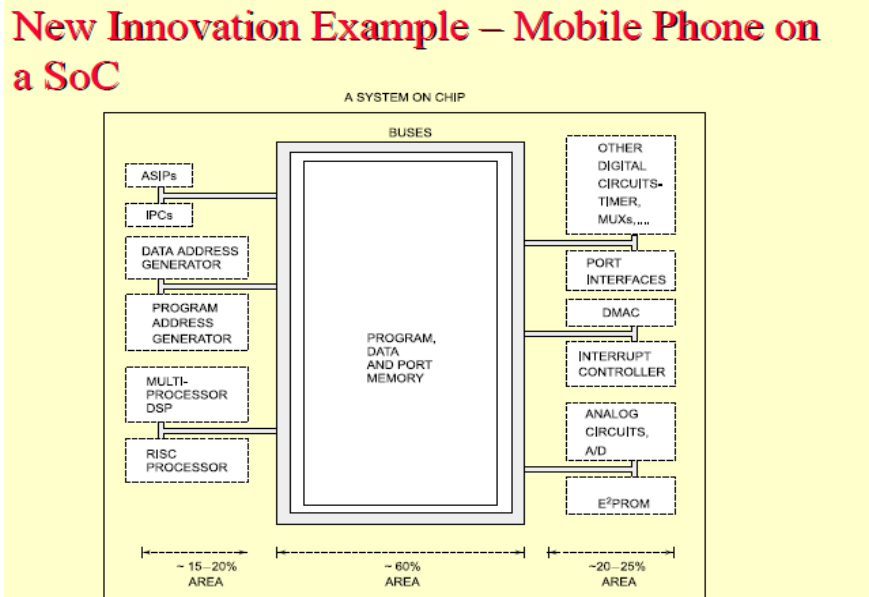 New Innovation Example – Mobile Phone on
a SoC
A SYSTEM ON CHIP
BUSES
ASIPs
IPCs
DATA ADDRESS
GENERATOR
PROGRAM
ADDRESS
GENERATOR
MULTI-
PROCESSOR
DSP
RISC
PROCESSOR
PROGRAM,
DATA
AND PORT
MEMORY
OTHER
DIGITAL
CIRCUITS-
TIMER,
MUXs,....
PORT
INTERFACES
DMAC
INTERRUPT
CONTROLLER
ANALOG
CIRCUITS,
A/D
E²PROM
~ 15–20%
AREA
~ 60%
AREA
~20–25%
AREA